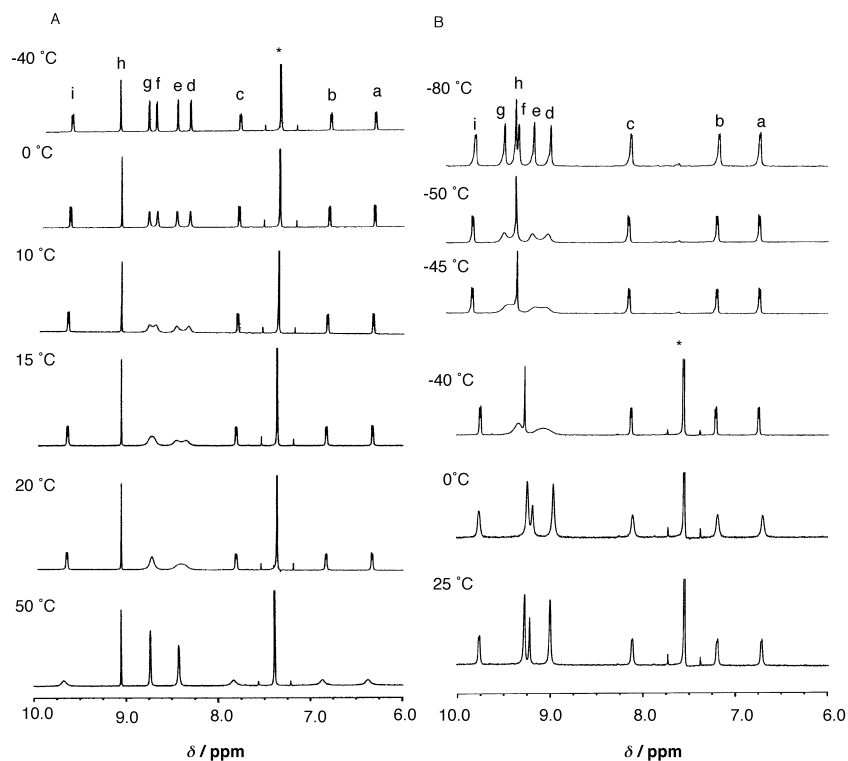 A
-40 °C
i h g f e d c * b a
0 °C
10 °C
15 °C
20 °C
50 °C
10.0 9.0 8.0 7.0 6.0
δ / ppm
B
-80 °C
i g h f e d c b a
-50 °C
-45 °C
*
-40 °C
0°C
25 °C
10.0 9.0 8.0 7.0 6.0
δ / ppm